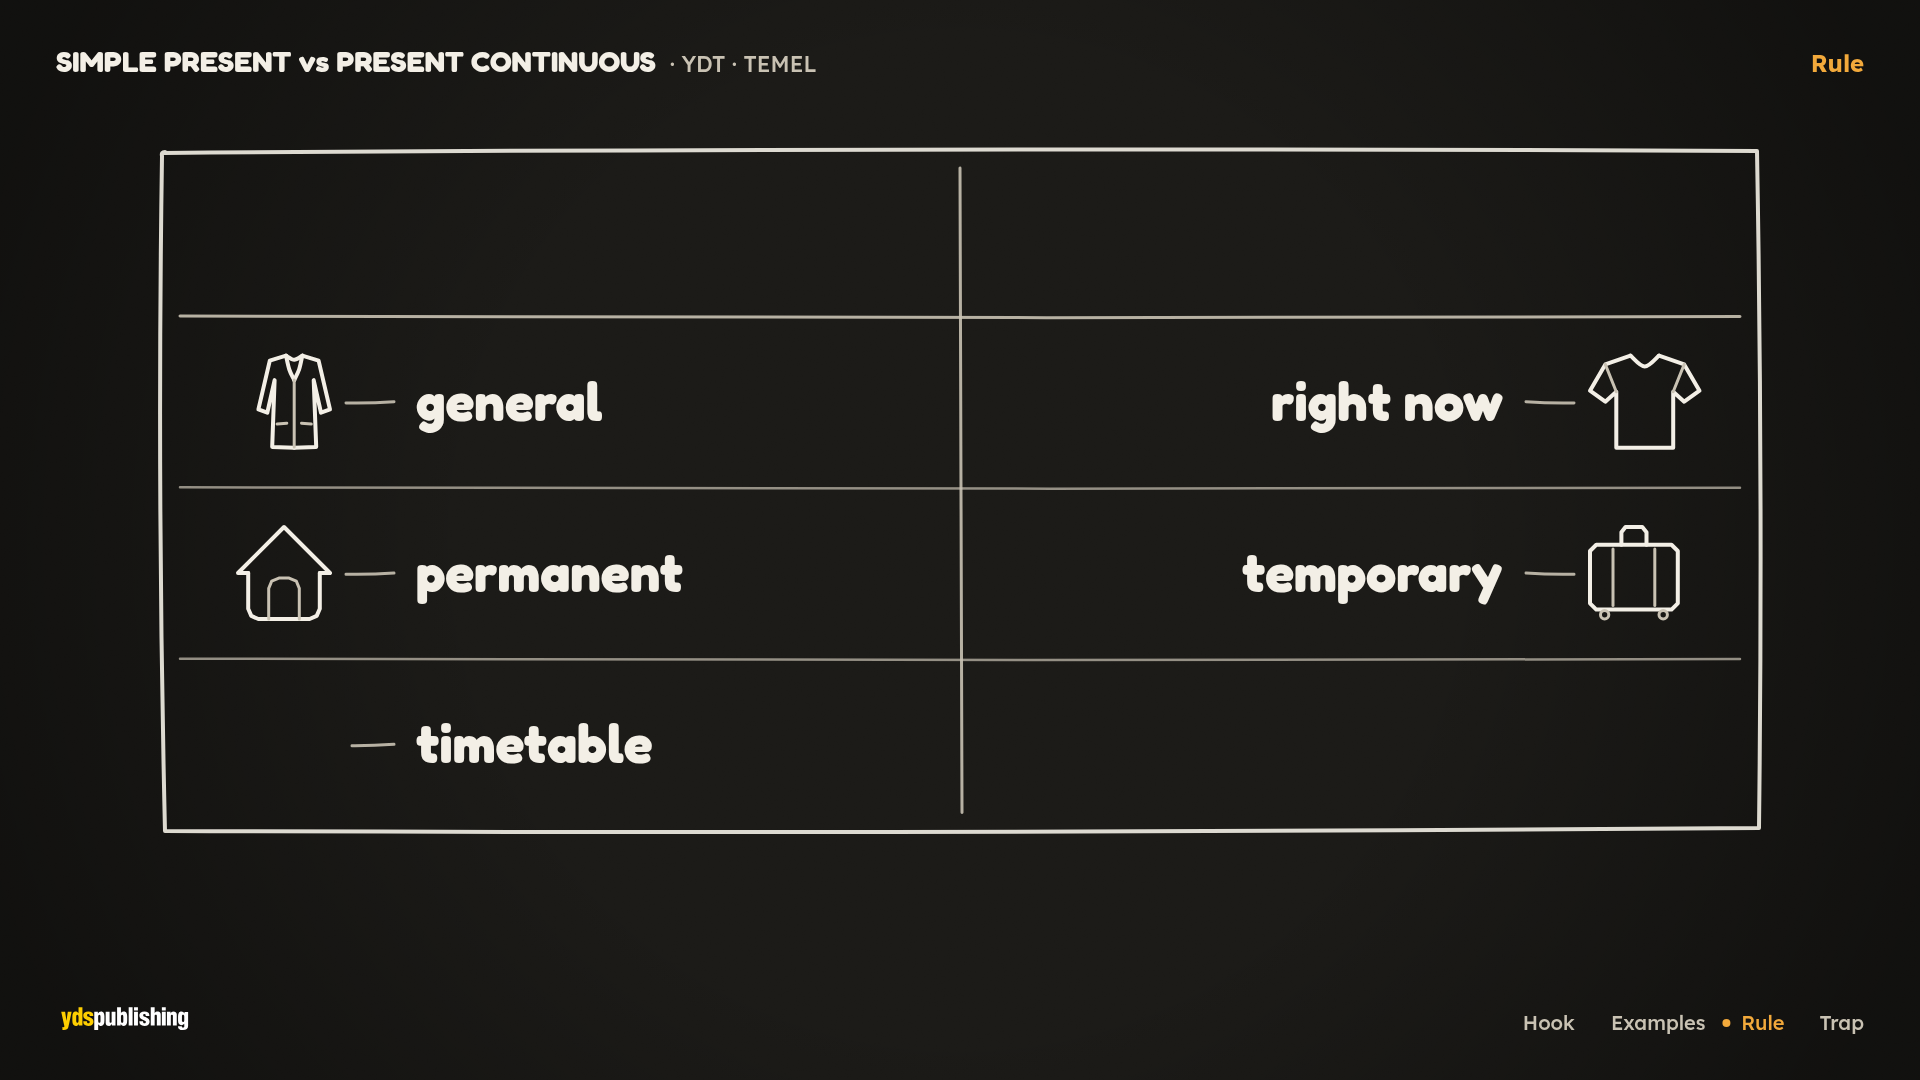 SIMPLE PRESENT vs PRESENT CONTINUOUS · YDT · TEMEL
Rule
general
right now
permanent
temporary
timetable
ydspublishing
Hook Examples • Rule Trap